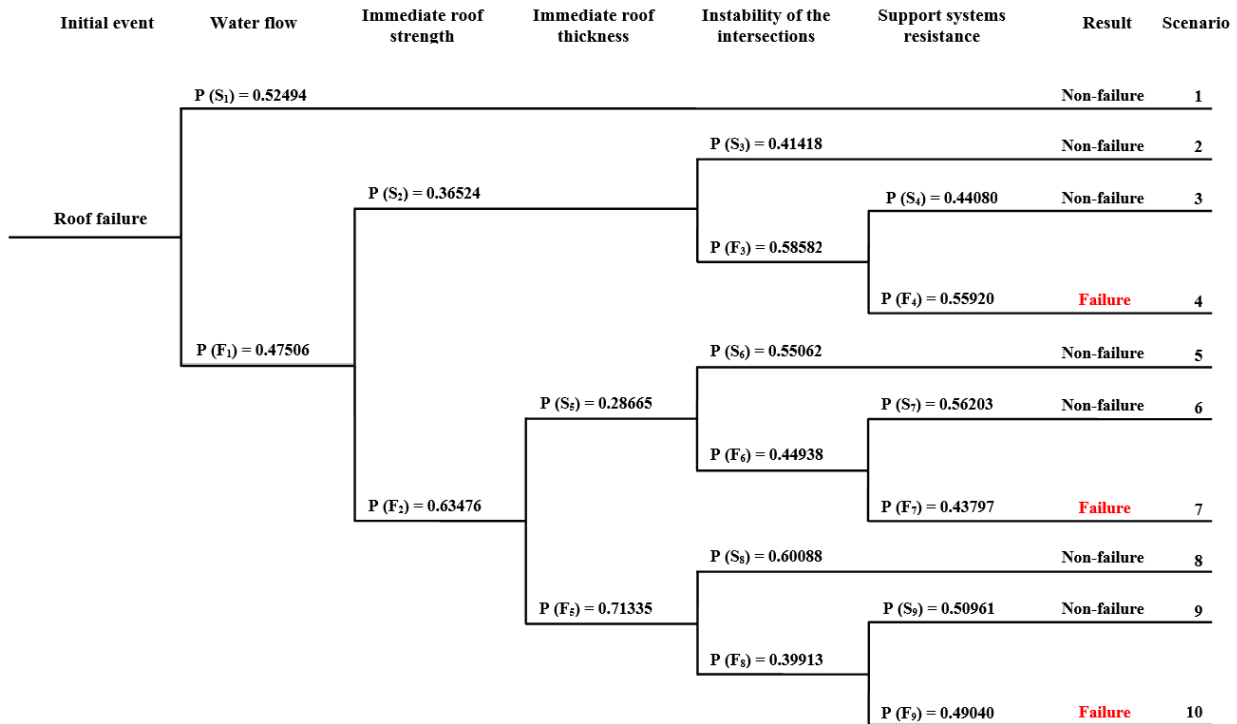 Initial event
Water flow
Immediate roof
strength
Immediate roof
thickness
Instability of the
intersections
Support systems
resistance
Result
Scenario
P (S₁) = 0.52494
Non-failure
1
P (S₃) = 0.41418
Non-failure
2
P (S₂) = 0.36524
P (S₄) = 0.44080
Non-failure
3
Roof failure
P (F₃) = 0.58582
P (F₄) = 0.55920
Failure
4
P (F₁) = 0.47506
P (S₆) = 0.55062
Non-failure
5
P (S₅) = 0.28665
P (S₇) = 0.56203
Non-failure
6
P (F₆) = 0.44938
P (F₂) = 0.63476
P (F₇) = 0.43797
Failure
7
P (S₈) = 0.60088
Non-failure
8
P (F₅) = 0.71335
P (S₉) = 0.50961
Non-failure
9
P (F₈) = 0.39913
P (F₉) = 0.49040
Failure
10